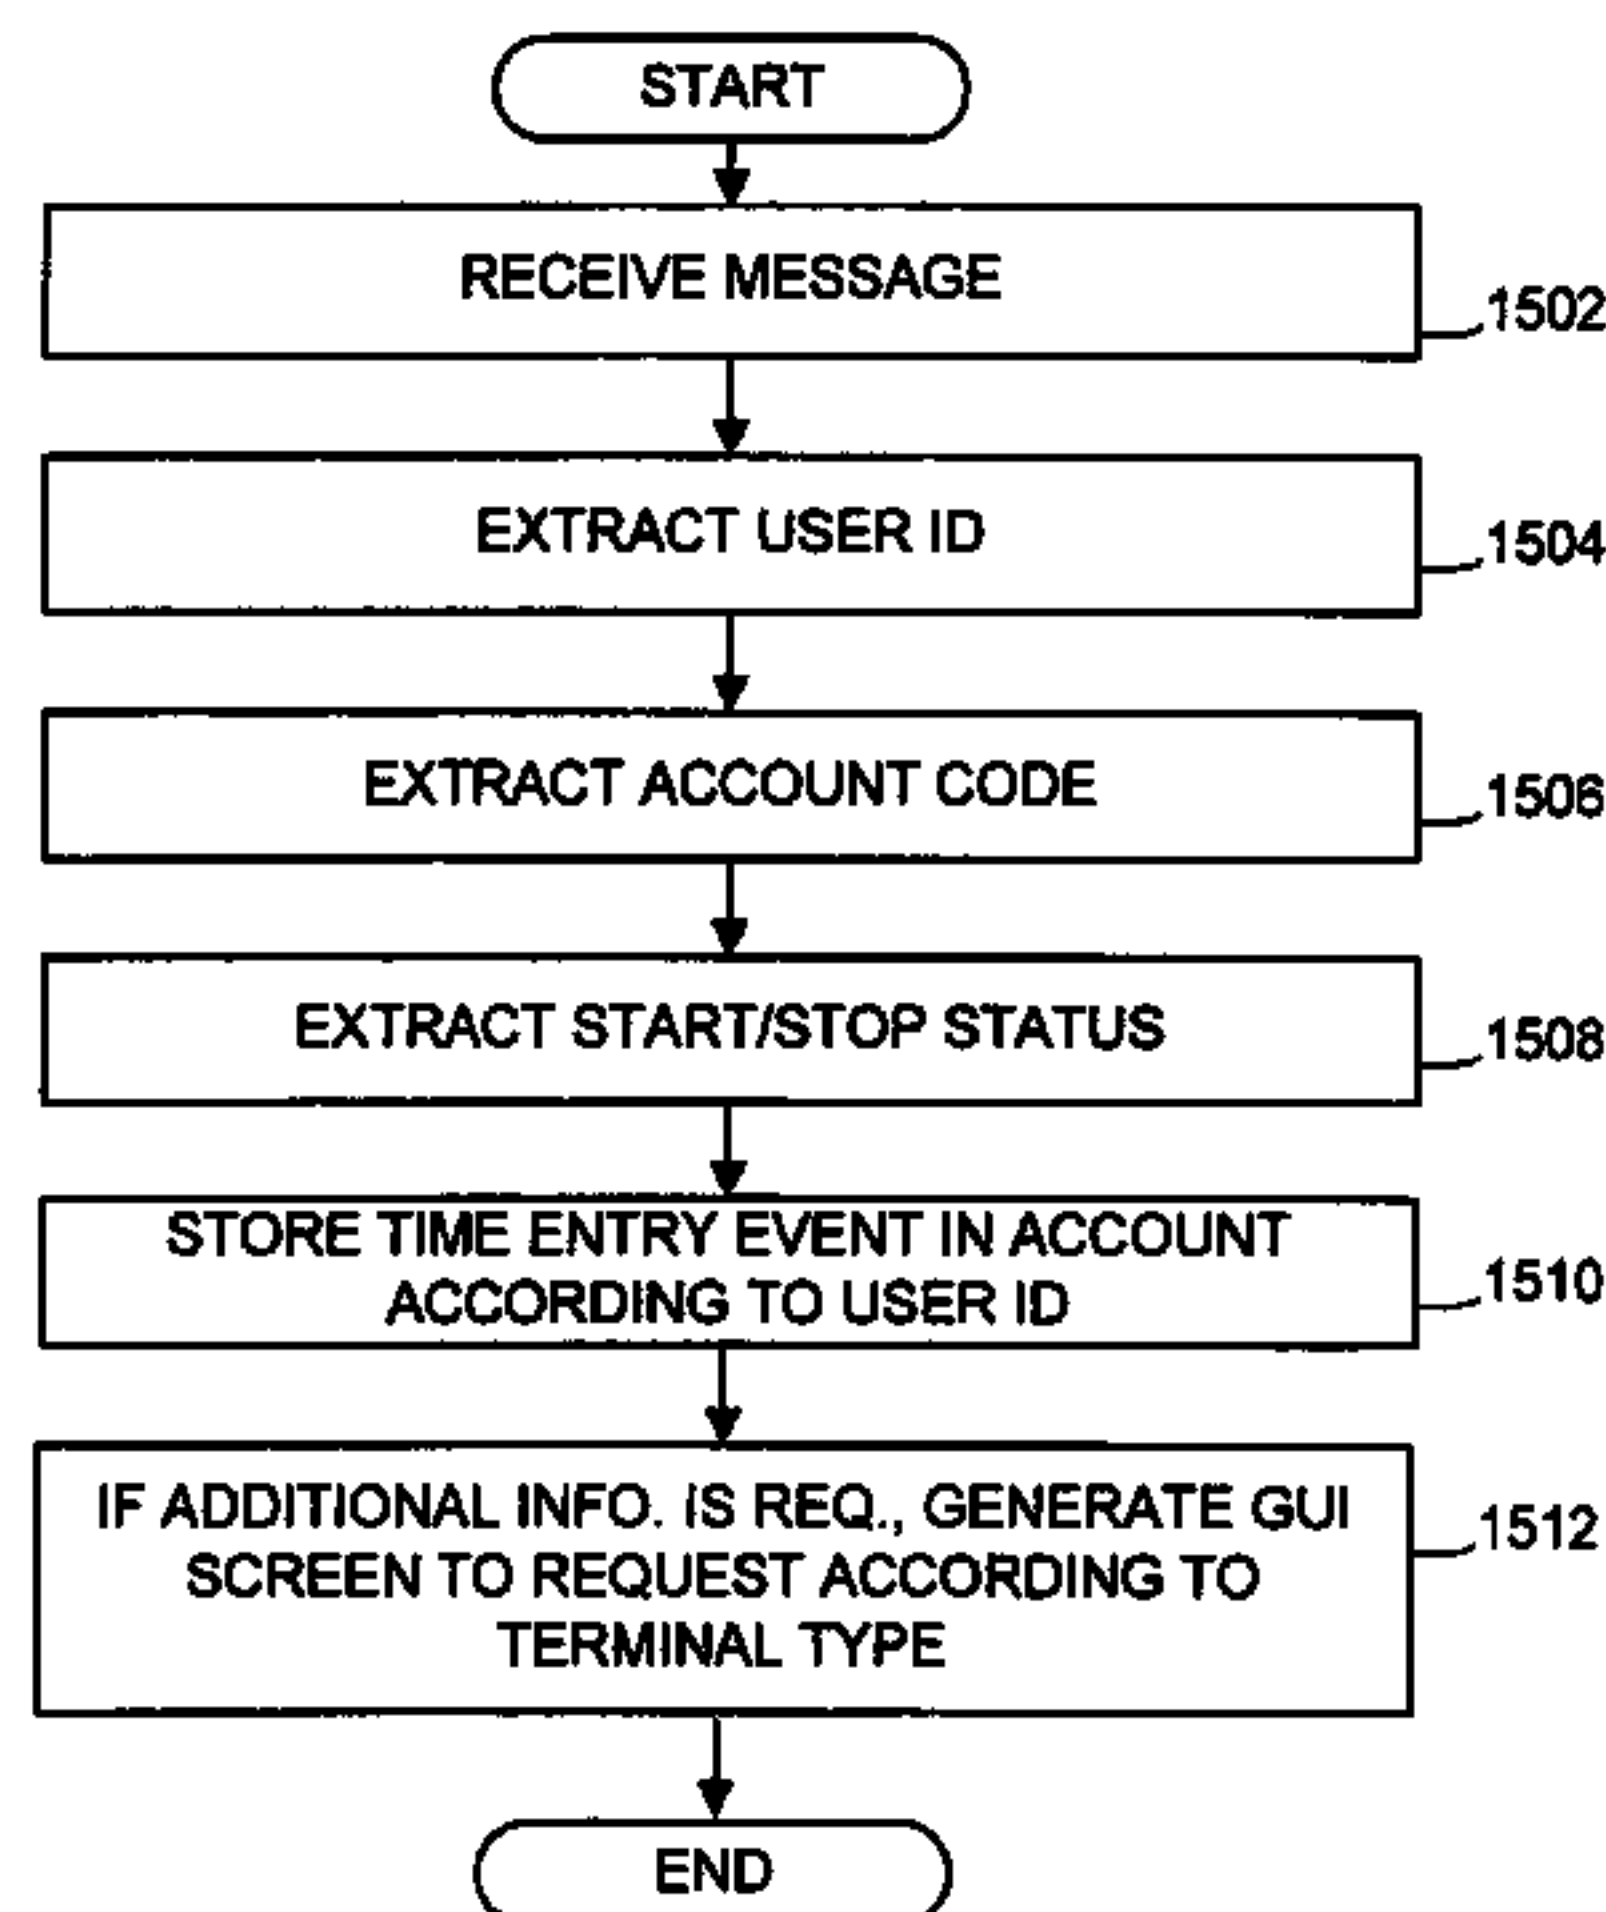 START
RECEIVE MESSAGE
1502
EXTRACT USER ID
1504
EXTRACT ACCOUNT CODE
1506
EXTRACT START/STOP STATUS
1508
STORE TIME ENTRY EVENT IN ACCOUNT
ACCORDING TO USER ID
1510
IF ADDITIONAL INFO. IS REQ., GENERATE GUI
SCREEN TO REQUEST ACCORDING TO
TERMINAL TYPE
1512
END